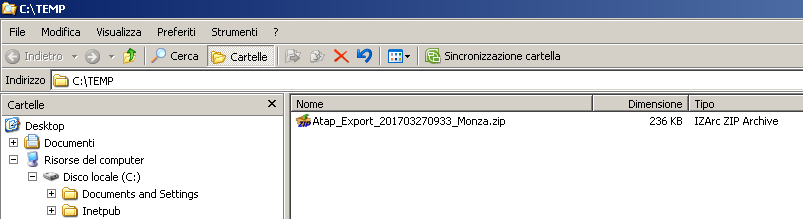 C:\TEMP
File Modifica Visualizza Preferiti Strumenti ?
Indietro Cerca Cartelle Sincronizzazione cartella
Indirizzo C:\TEMP
Cartelle
Nome Dimensione Tipo
Atap_Export_201703270933_Monza.zip 236 KB IZArc ZIP Archive
Desktop
Documenti
Risorse del computer
Disco locale (C:)
Documents and Settings
Inetpub